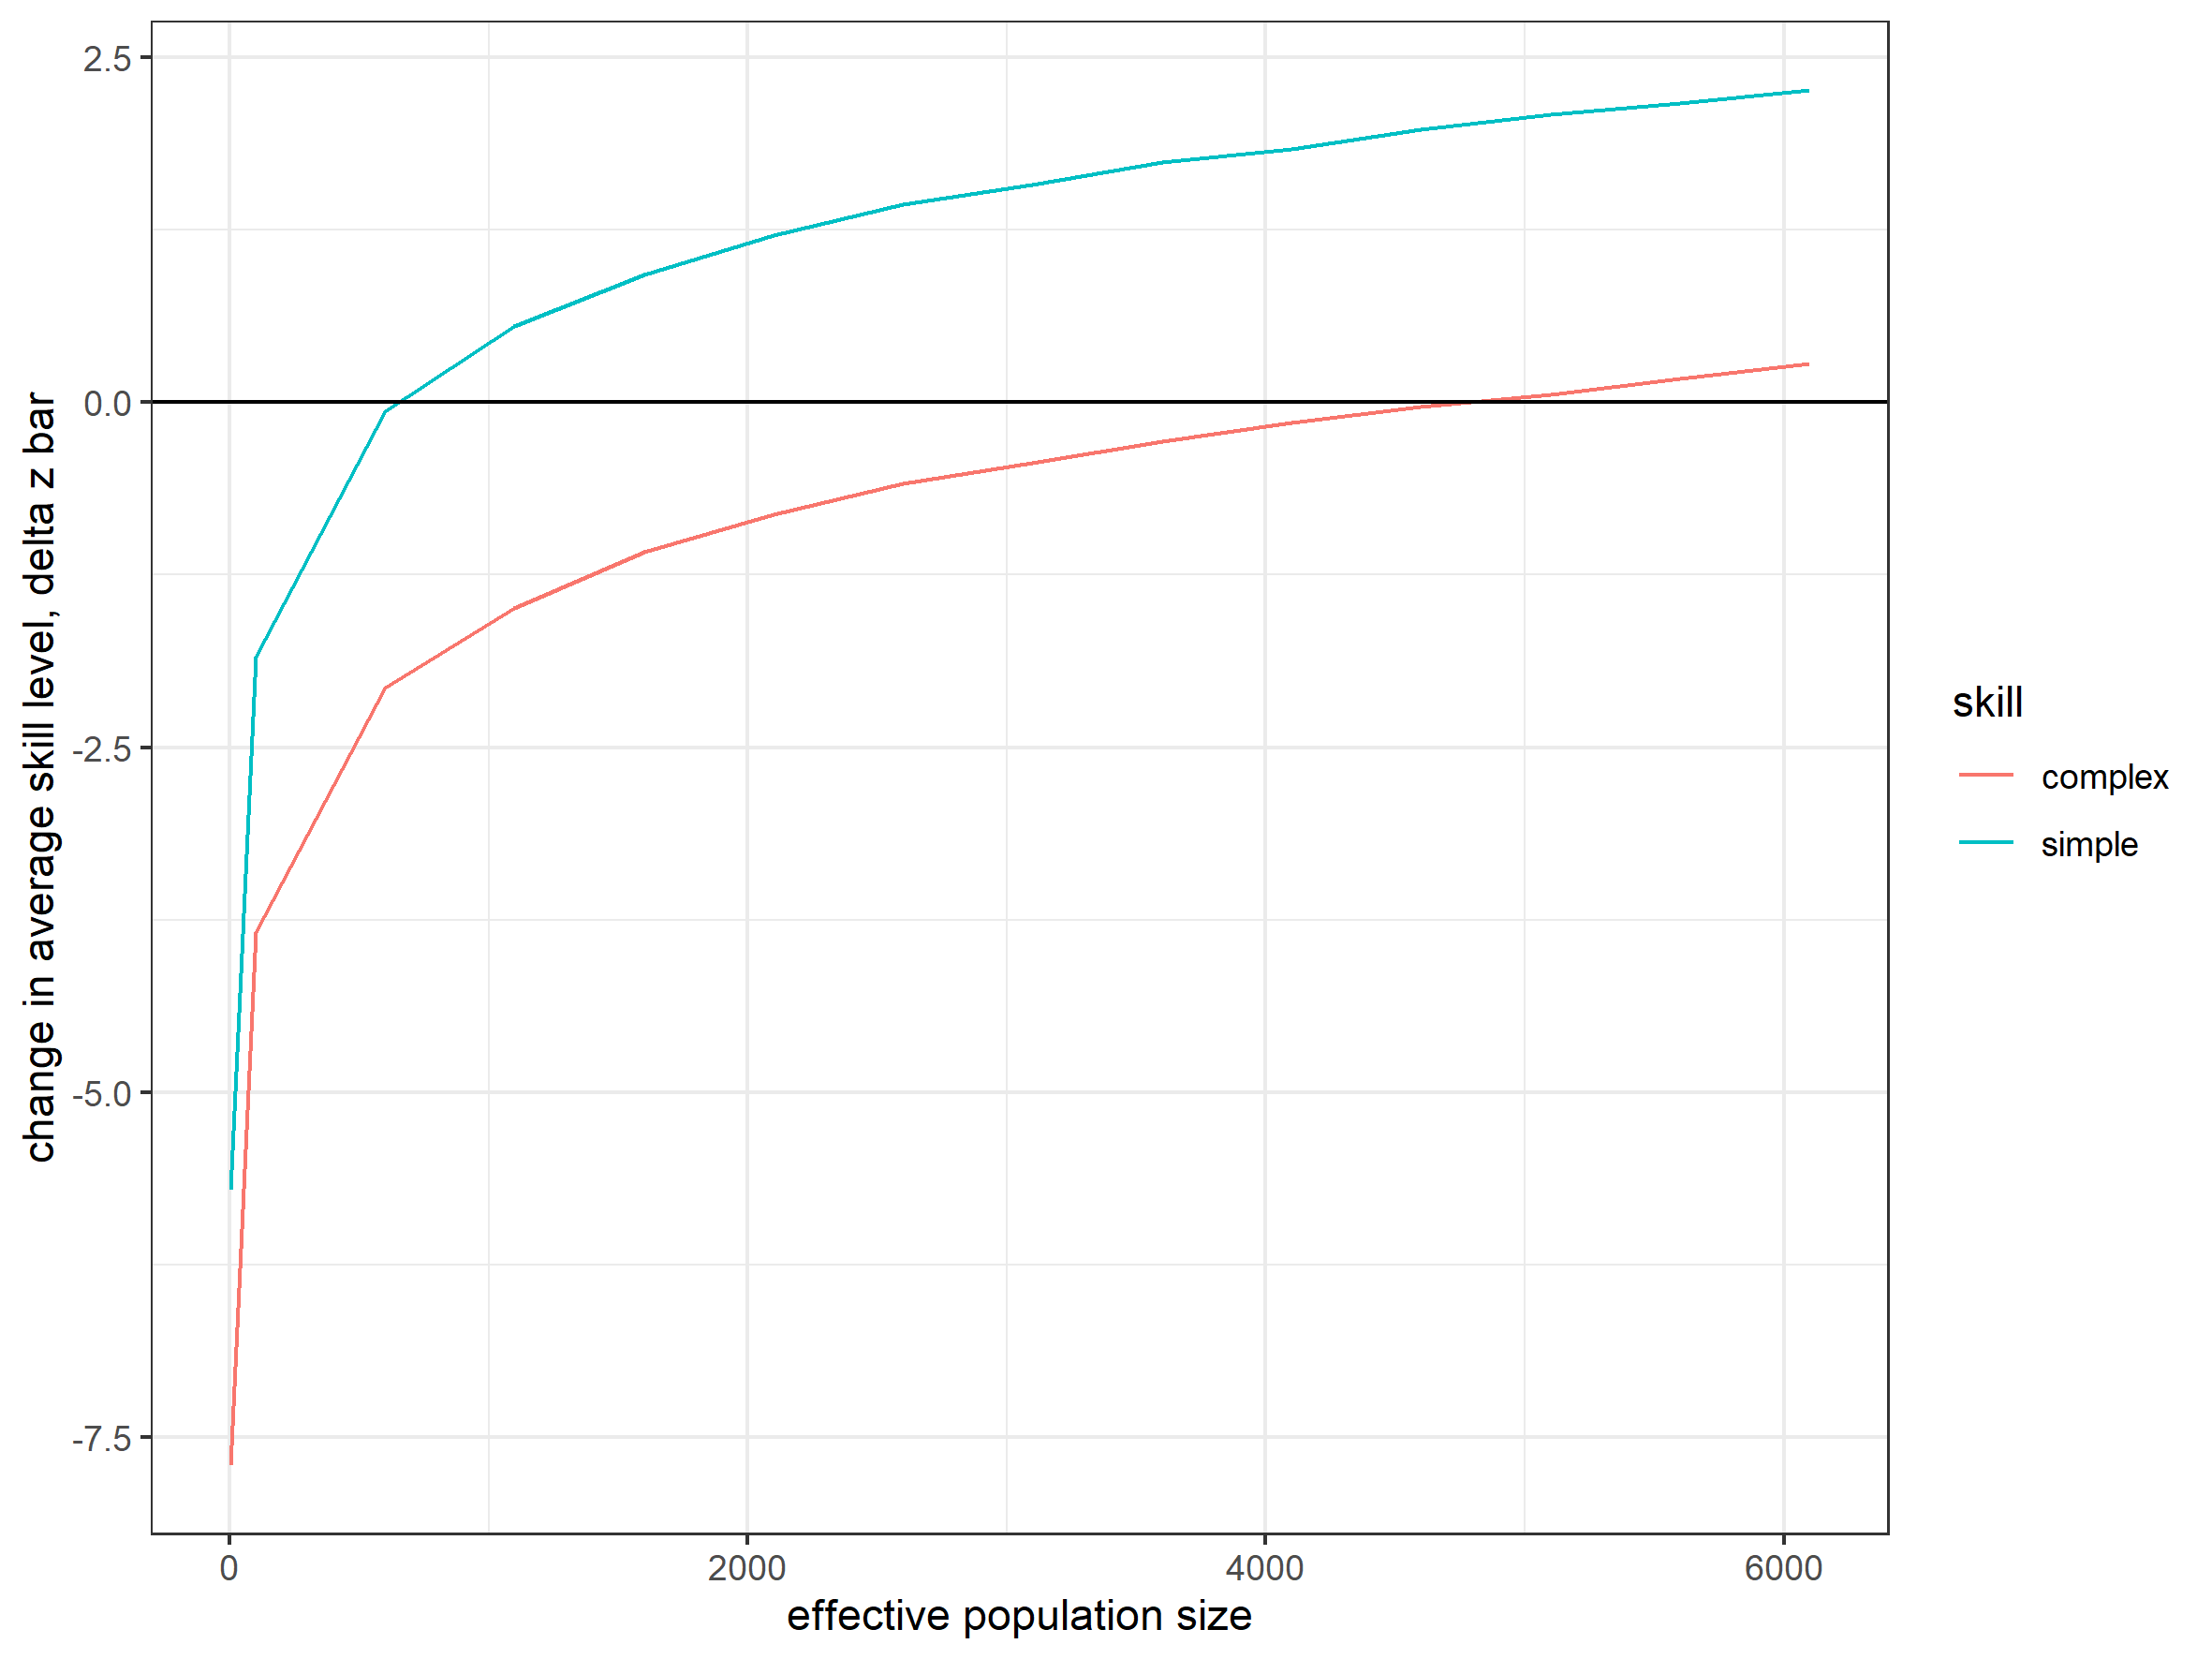 change in average skill level, delta z bar
2.5
0.0
-2.5
-5.0
-7.5
0
2000
4000
6000
effective population size
skill
complex
simple